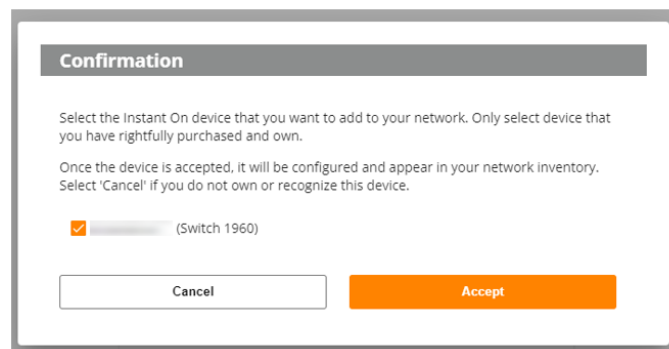 Confirmation
Select the Instant On device that you want to add to your network. Only select device that
you have rightfully purchased and own.
Once the device is accepted, it will be configured and appear in your network inventory.
Select 'Cancel' if you do not own or recognize this device.
(Switch 1960)
Cancel
Accept